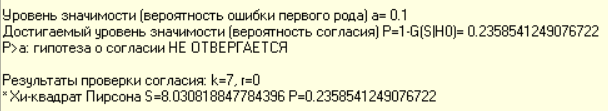 Уровень значимости (вероятность ошибки первого рода) a= 0.1
Достигаемый уровень значимости (вероятность согласия) P=1-G(S|H0)= 0.2358541249076722
P>a: гипотеза о согласии НЕ ОТВЕРГАЕТСЯ
Результаты проверки согласия: k=7, r=0
* Хи-квадрат Пирсона S=8.030818847784396 P=0.2358541249076722